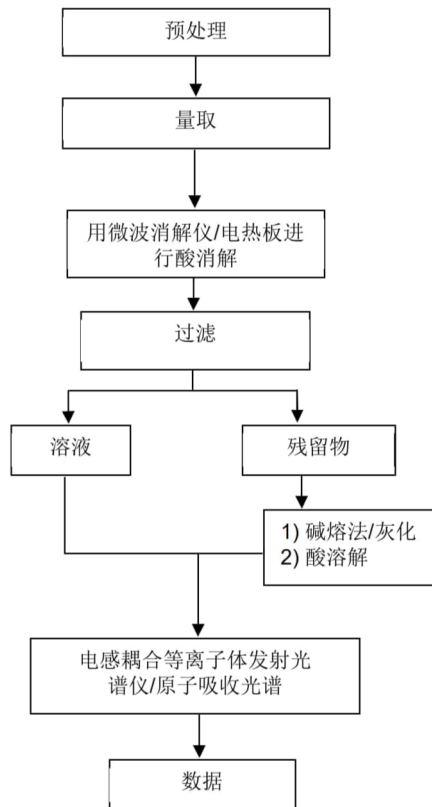 预处理
量取
用微波消解仪/电热板进
行酸消解
过滤
溶液
残留物
1) 碱熔法/灰化
2) 酸溶解
电感耦合等离子体发射光
谱仪/原子吸收光谱
数据